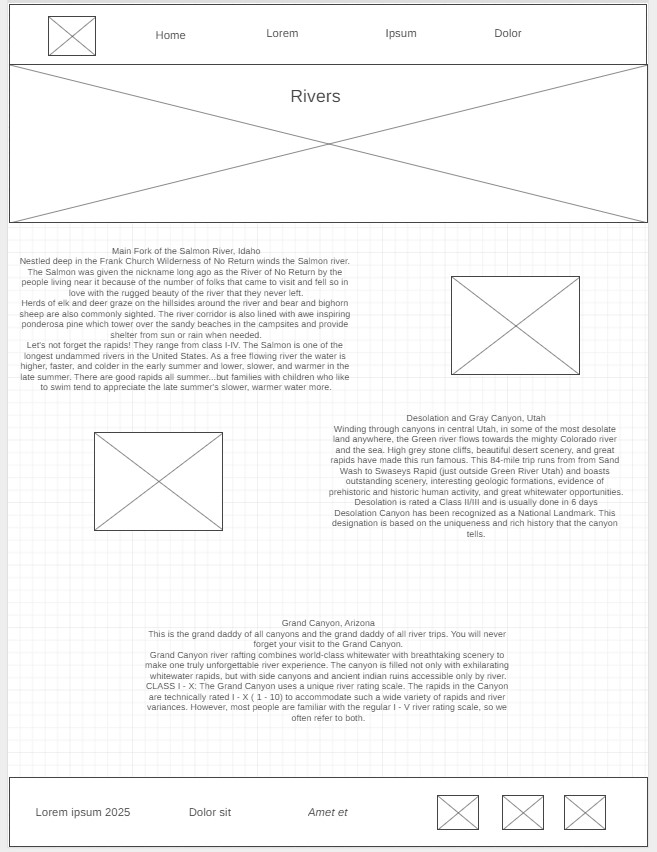 Home Lorem Ipsum Dolor
Rivers
Main Fork of the Salmon River, Idaho
Nestled deep in the Frank Church Wilderness of No Return winds the Salmon river.
The Salmon was given the nickname long ago as the River of No Return by the
people living near it because of the number of folks that came to visit and fell so in
love with the rugged beauty of the river that they never left.
Herds of elk and deer graze on the hillsides around the river and bear and bighorn
sheep are also commonly sighted. The river corridor is also lined with awe inspiring
ponderosa pine which tower over the sandy beaches in the campsites and provide
shelter from sun or rain when needed.
Let's not forget the rapids! They range from class I-IV. The Salmon is one of the
longest undammed rivers in the United States. As a free flowing river the water is
higher, faster, and colder in the early summer and lower, slower, and warmer in the
late summer. There are good rapids all summer...but families with children who like
to swim tend to appreciate the late summer's slower, warmer water more.
Desolation and Gray Canyon, Utah
Winding through canyons in central Utah, in some of the most desolate
land anywhere, the Green river flows towards the mighty Colorado river
and the sea. High grey stone cliffs, beautiful desert scenery, and great
rapids have made this run famous. This 84-mile trip runs from from Sand
Wash to Swaseys Rapid (just outside Green River Utah) and boasts
outstanding scenery, interesting geologic formations, evidence of
prehistoric and historic human activity, and great whitewater opportunities.
Desolation is rated a Class II/III and is usually done in 6 days
Desolation Canyon has been recognized as a National Landmark. This
designation is based on the uniqueness and rich history that the canyon
tells.
Grand Canyon, Arizona
This is the grand daddy of all canyons and the grand daddy of all river trips. You will never
forget your visit to the Grand Canyon.
Grand Canyon river rafting combines world-class whitewater with breathtaking scenery to
make one truly unforgettable river experience. The canyon is filled not only with exhilarating
whitewater rapids, but with side canyons and ancient indian ruins accessible only by river.
CLASS I - X: The Grand Canyon uses a unique river rating scale. The rapids in the Canyon
are technically rated I - X ( 1 - 10) to accommodate such a wide variety of rapids and river
variances. However, most people are familiar with the regular I - V river rating scale, so we
often refer to both.
Lorem ipsum 2025 Dolor sit Amet et